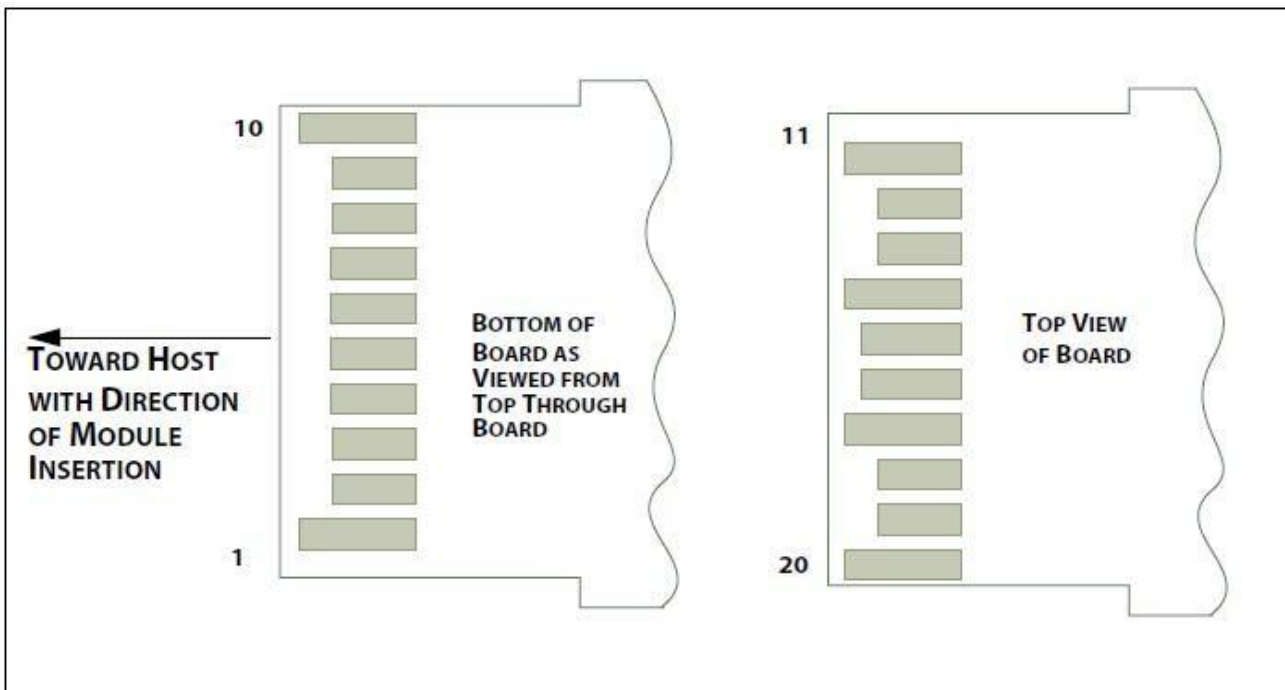 10
1
TOWARD HOST
WITH DIRECTION
OF MODULE
INSERTION
BOTTOM OF
BOARD AS
VIEWED FROM
TOP THROUGH
BOARD
11
20
TOP VIEW
OF BOARD